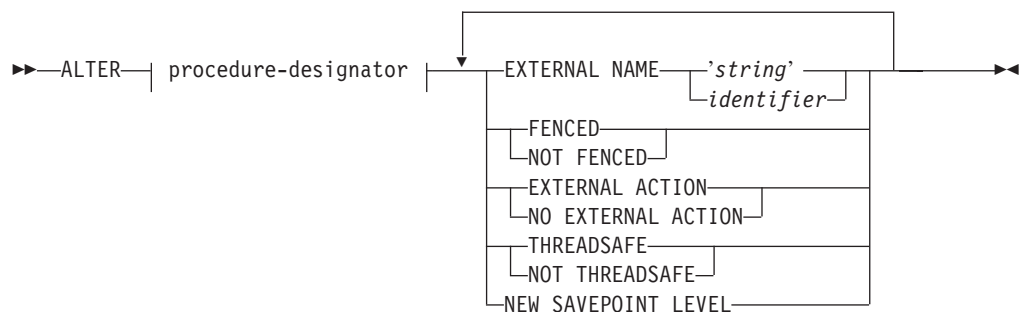 ALTER procedure-designator EXTERNAL NAME 'string'
identifier
FENCED
NOT FENCED
EXTERNAL ACTION
NO EXTERNAL ACTION
THREADSAFE
NOT THREADSAFE
NEW SAVEPOINT LEVEL